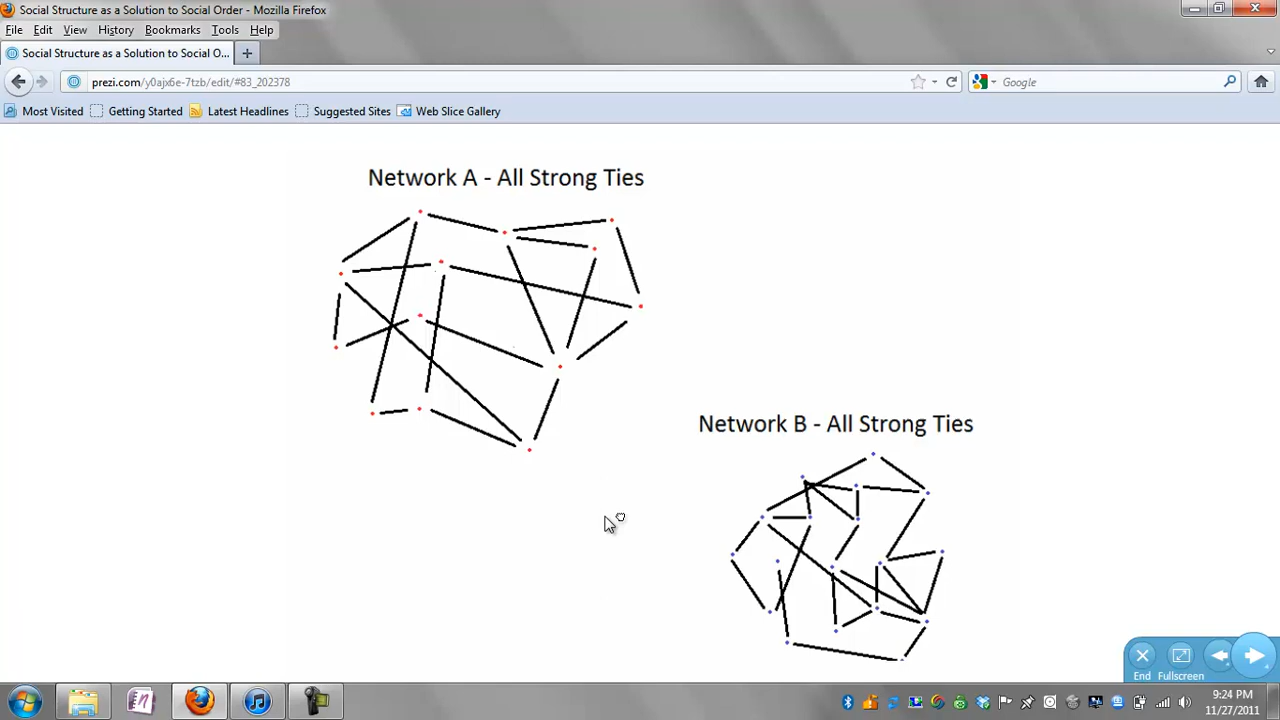 Social Structure as a Solution to Social Order - Mozilla Firefox
File Edit View History Bookmarks Tools Help
Social Structure as a Solution to Social O...
prezi.com/y0ajx6e-7tzb/edit/#83_202378
Google
Most Visited Getting Started Latest Headlines Suggested Sites Web Slice Gallery
Network A - All Strong Ties
Network B - All Strong Ties
End Fullscreen
9:24 PM
11/27/2011